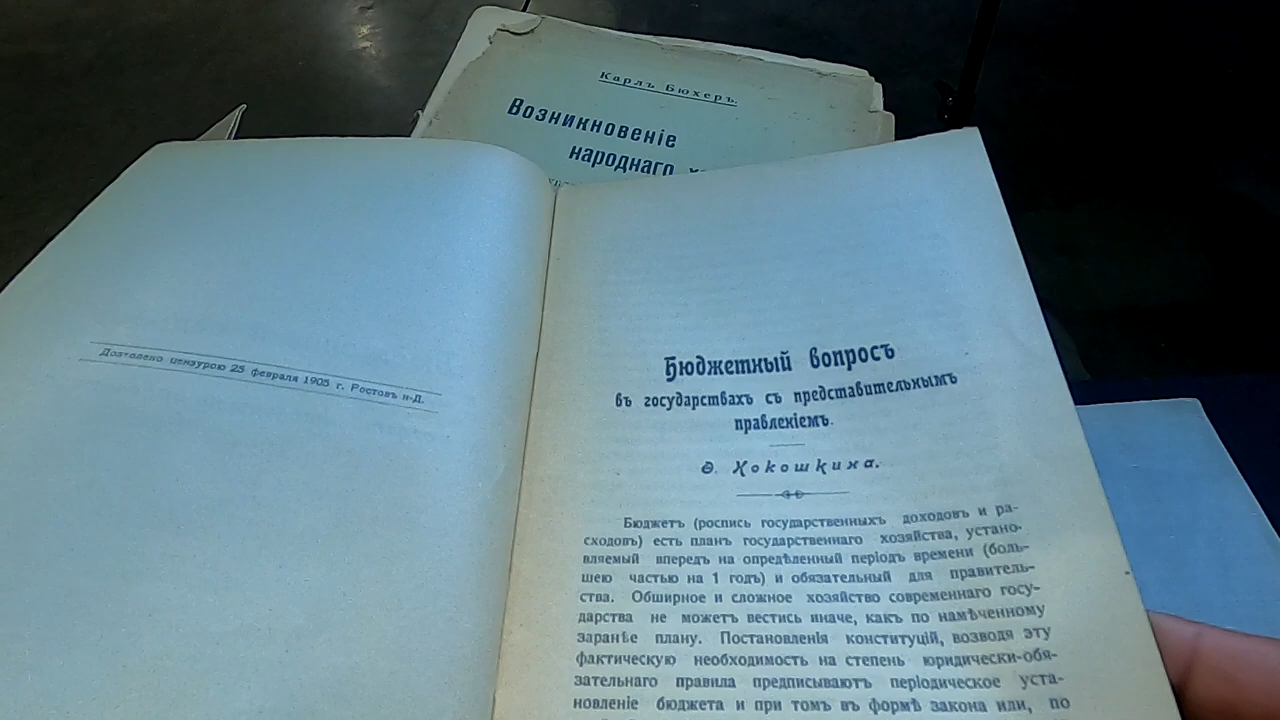 Карлъ Бюхеръ.
Возникновеніе
народнаго
Дозволено цензурою 25 февраля 1905 г. Ростовъ н-Д.
Бюджетный вопросъ
въ государствахъ съ представительнымъ
правленіемъ.
Ѳ. Кокошкина.
Бюджетъ (роспись государственныхъ доходовъ и ра-
сходовъ) есть планъ государственнаго хозяйства, устано-
вляемый впередъ на опредѣленный періодъ времени (боль-
шею частью на 1 годъ) и обязательный для правитель-
ства. Обширное и сложное хозяйство современнаго госу-
дарства не можетъ вестись иначе, какъ по намѣченному
заранѣе плану. Постановленія конституцій, возводя эту
фактическую необходимость на степень юридически-обя-
зательнаго правила предписываютъ періодическое уста-
новленіе бюджета и при томъ въ формѣ закона или, по